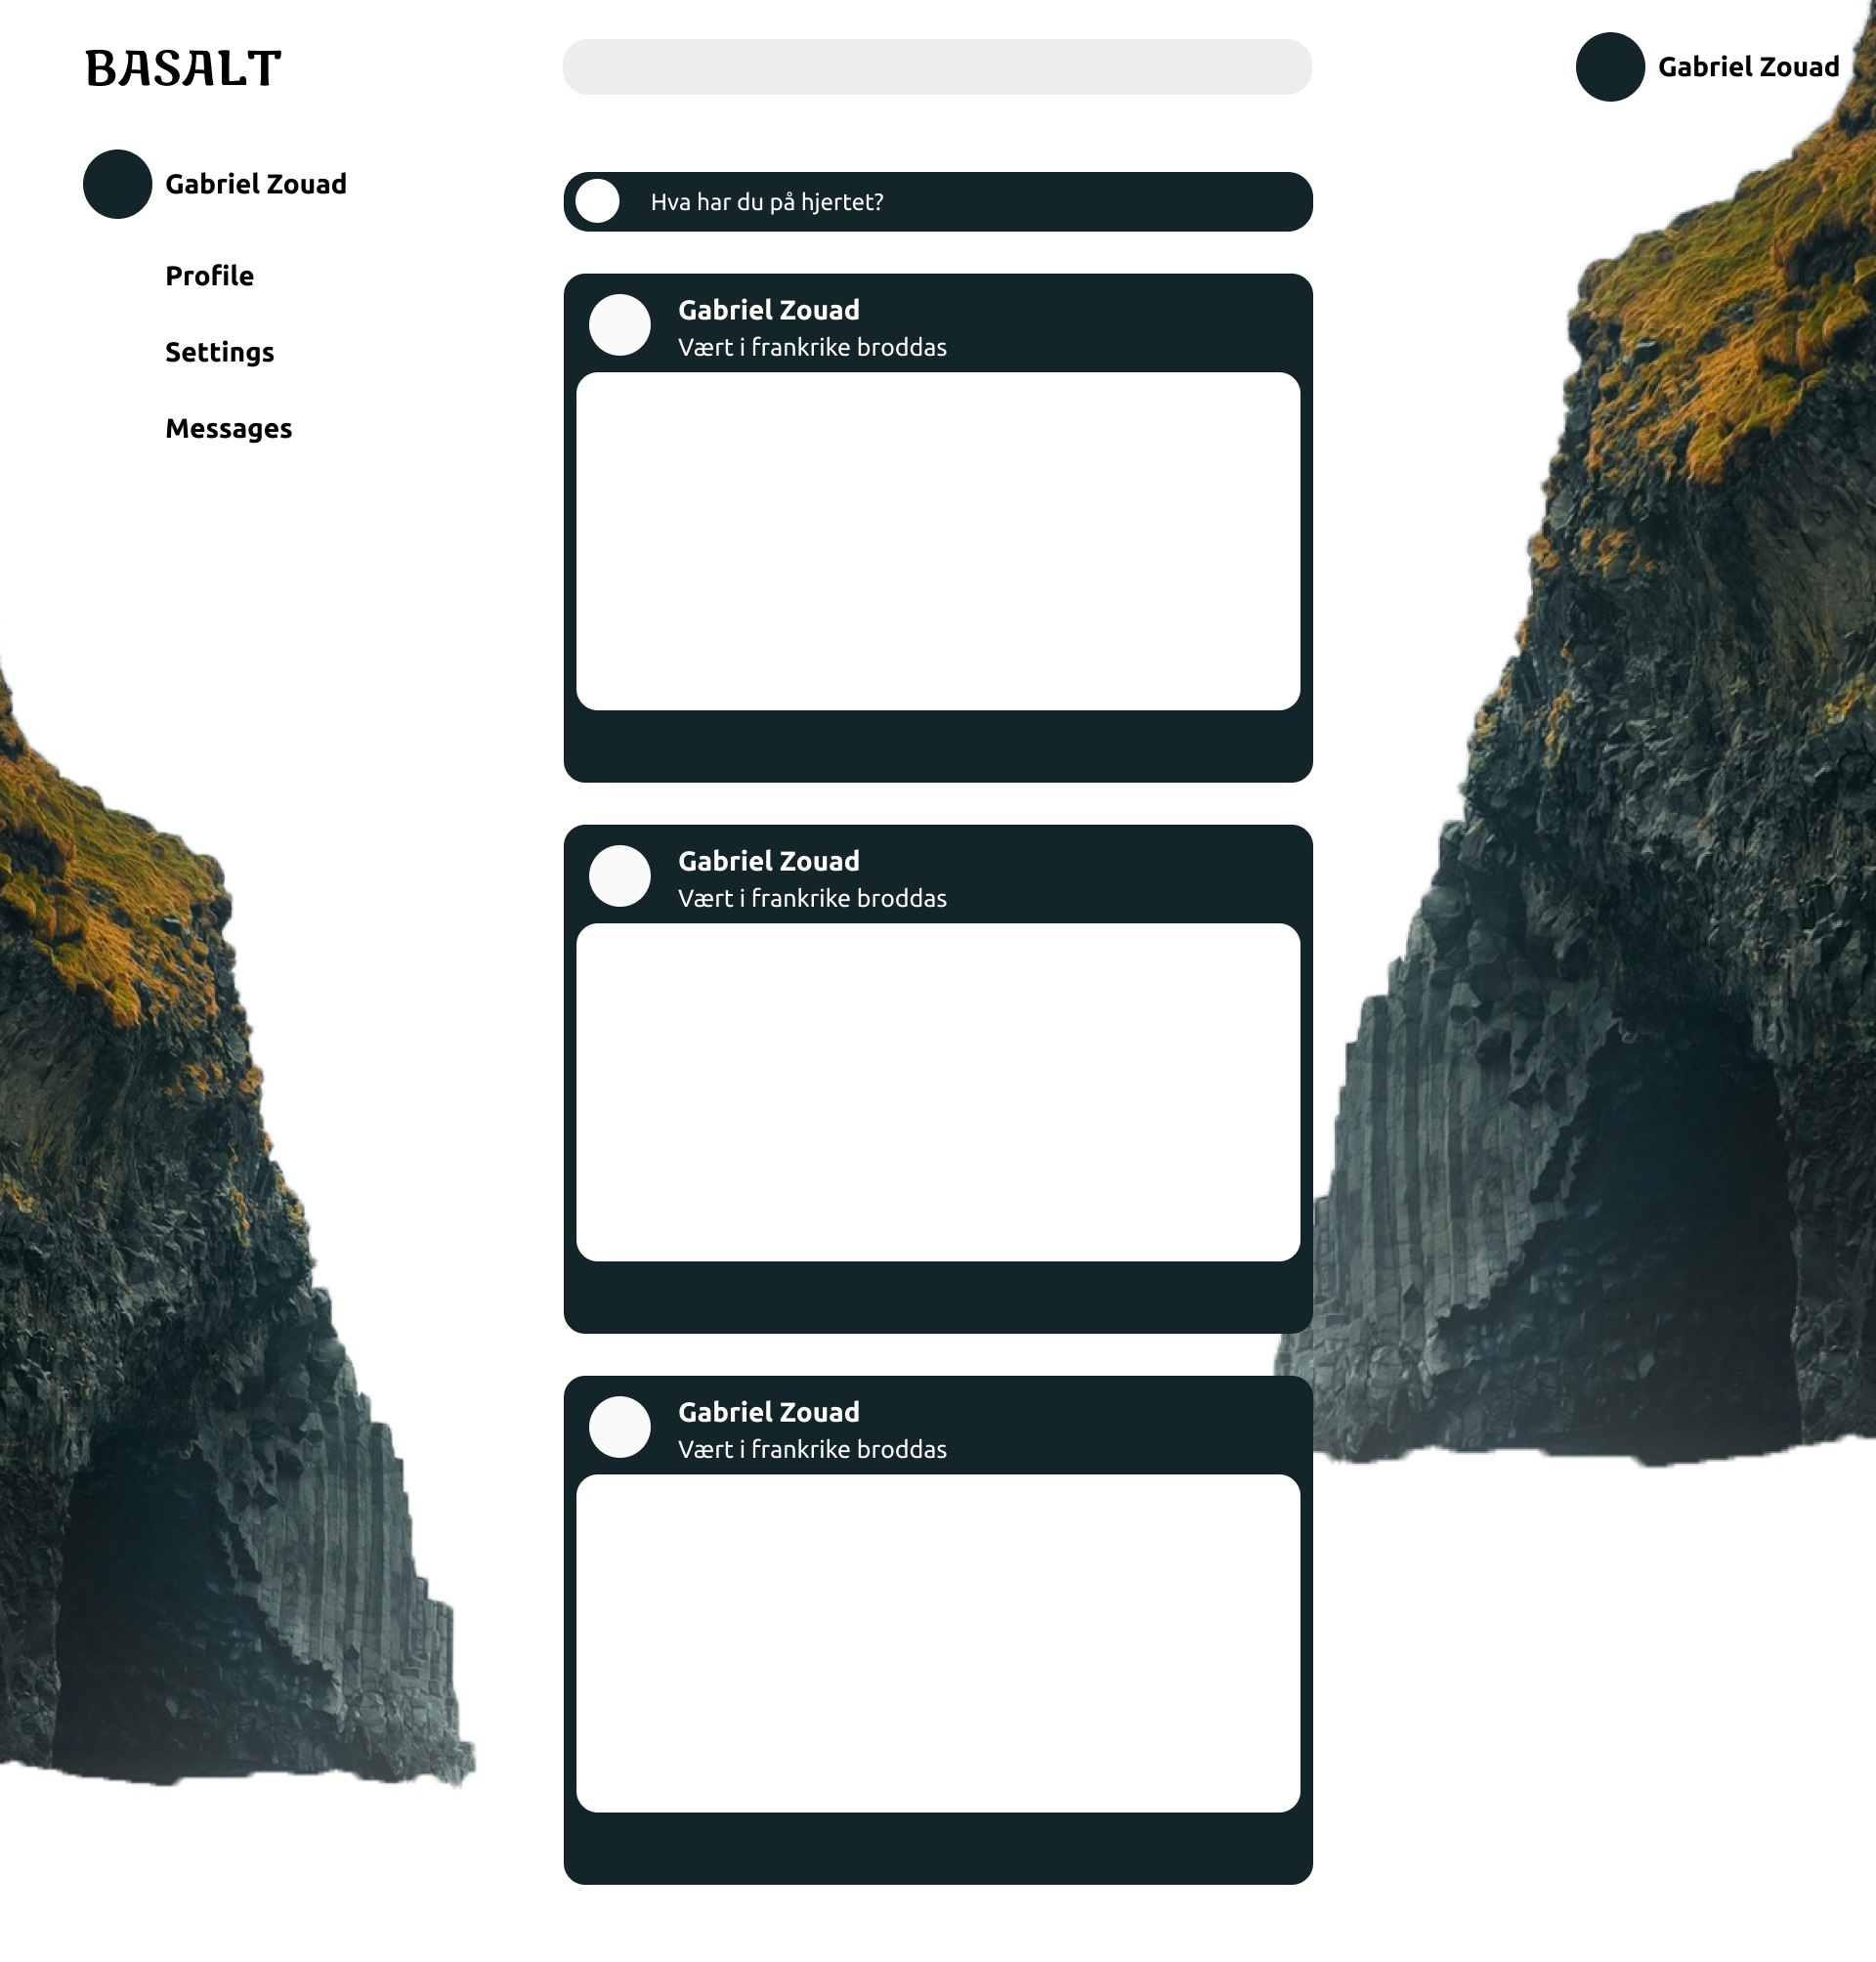 BASALT
Gabriel Zouad
Gabriel Zouad
Profile
Settings
Messages
Hva har du på hjertet?
Gabriel Zouad
Vært i frankrike broddas
Gabriel Zouad
Vært i frankrike broddas
Gabriel Zouad
Vært i frankrike broddas